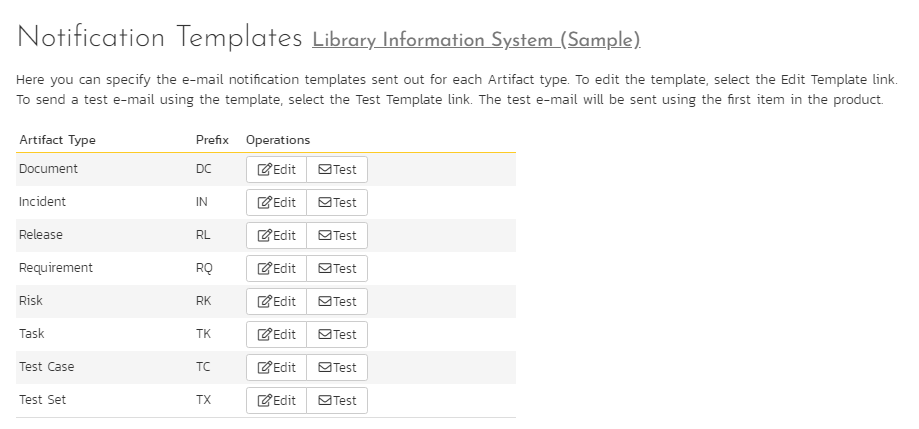 Notification Templates Library Information System (Sample)
Here you can specify the e-mail notification templates sent out for each Artifact type. To edit the template, select the Edit Template link.
To send a test e-mail using the template, select the Test Template link. The test e-mail will be sent using the first item in the product.
Artifact Type Prefix Operations
Document DC Edit Test
Incident IN Edit Test
Release RL Edit Test
Requirement RQ Edit Test
Risk RK Edit Test
Task TK Edit Test
Test Case TC Edit Test
Test Set TX Edit Test